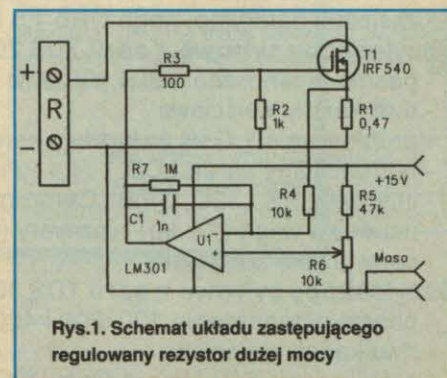 T1
IRF540
R3
100
+
R
−
R2
1k
R1
0,47
R7 1M
+15V
C1
1n
R4
10k
R5
47k
U1
−
+
LM301
R6
10k
Maso
Rys.1. Schemat układu zastępującego
regulowany rezystor dużej mocy